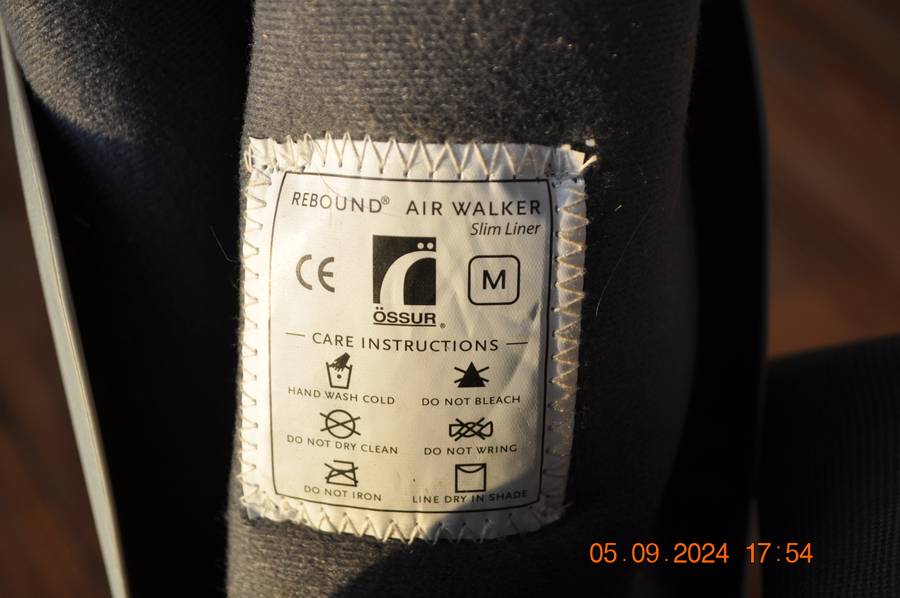 REBOUND® AIR WALKER
Slim Liner
CE
M
ÖSSUR®
CARE INSTRUCTIONS
HAND WASH COLD DO NOT BLEACH
DO NOT DRY CLEAN DO NOT WRING
DO NOT IRON LINE DRY IN SHADE
05.09.2024 17:54